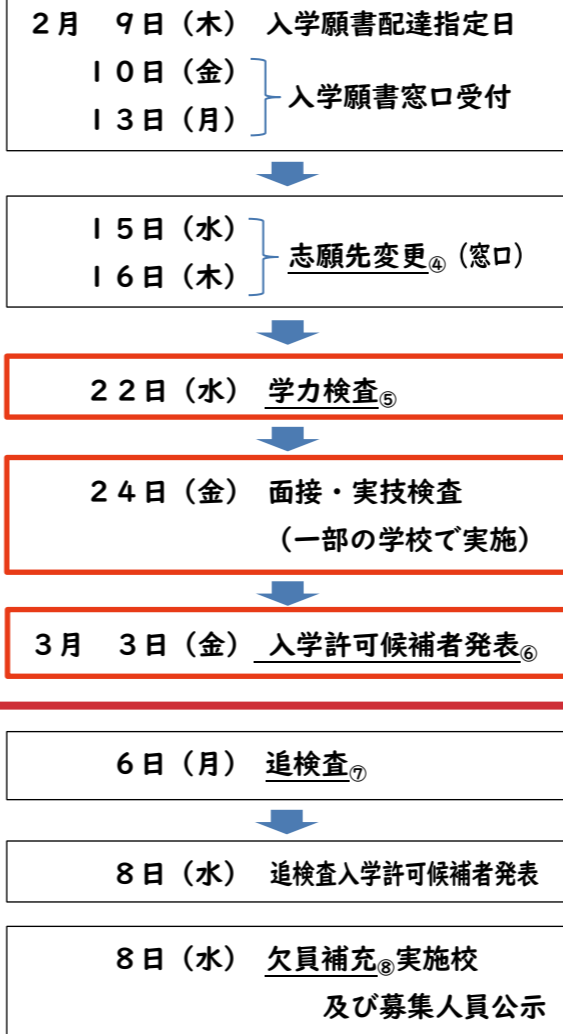 ２月　９日（木）　入学願書配達指定日
１０日（金）
入学願書窓口受付
１３日（月）
１５日（水）
志願先変更④（窓口）
１６日（木）
２２日（水）　学力検査⑤
２４日（金）　面接・実技検査
（一部の学校で実施）
３月　３日（金）　入学許可候補者発表⑥
６日（月）　追検査⑦
８日（水）　追検査入学許可候補者発表
８日（水）　欠員補充⑧実施校
及び募集人員公示